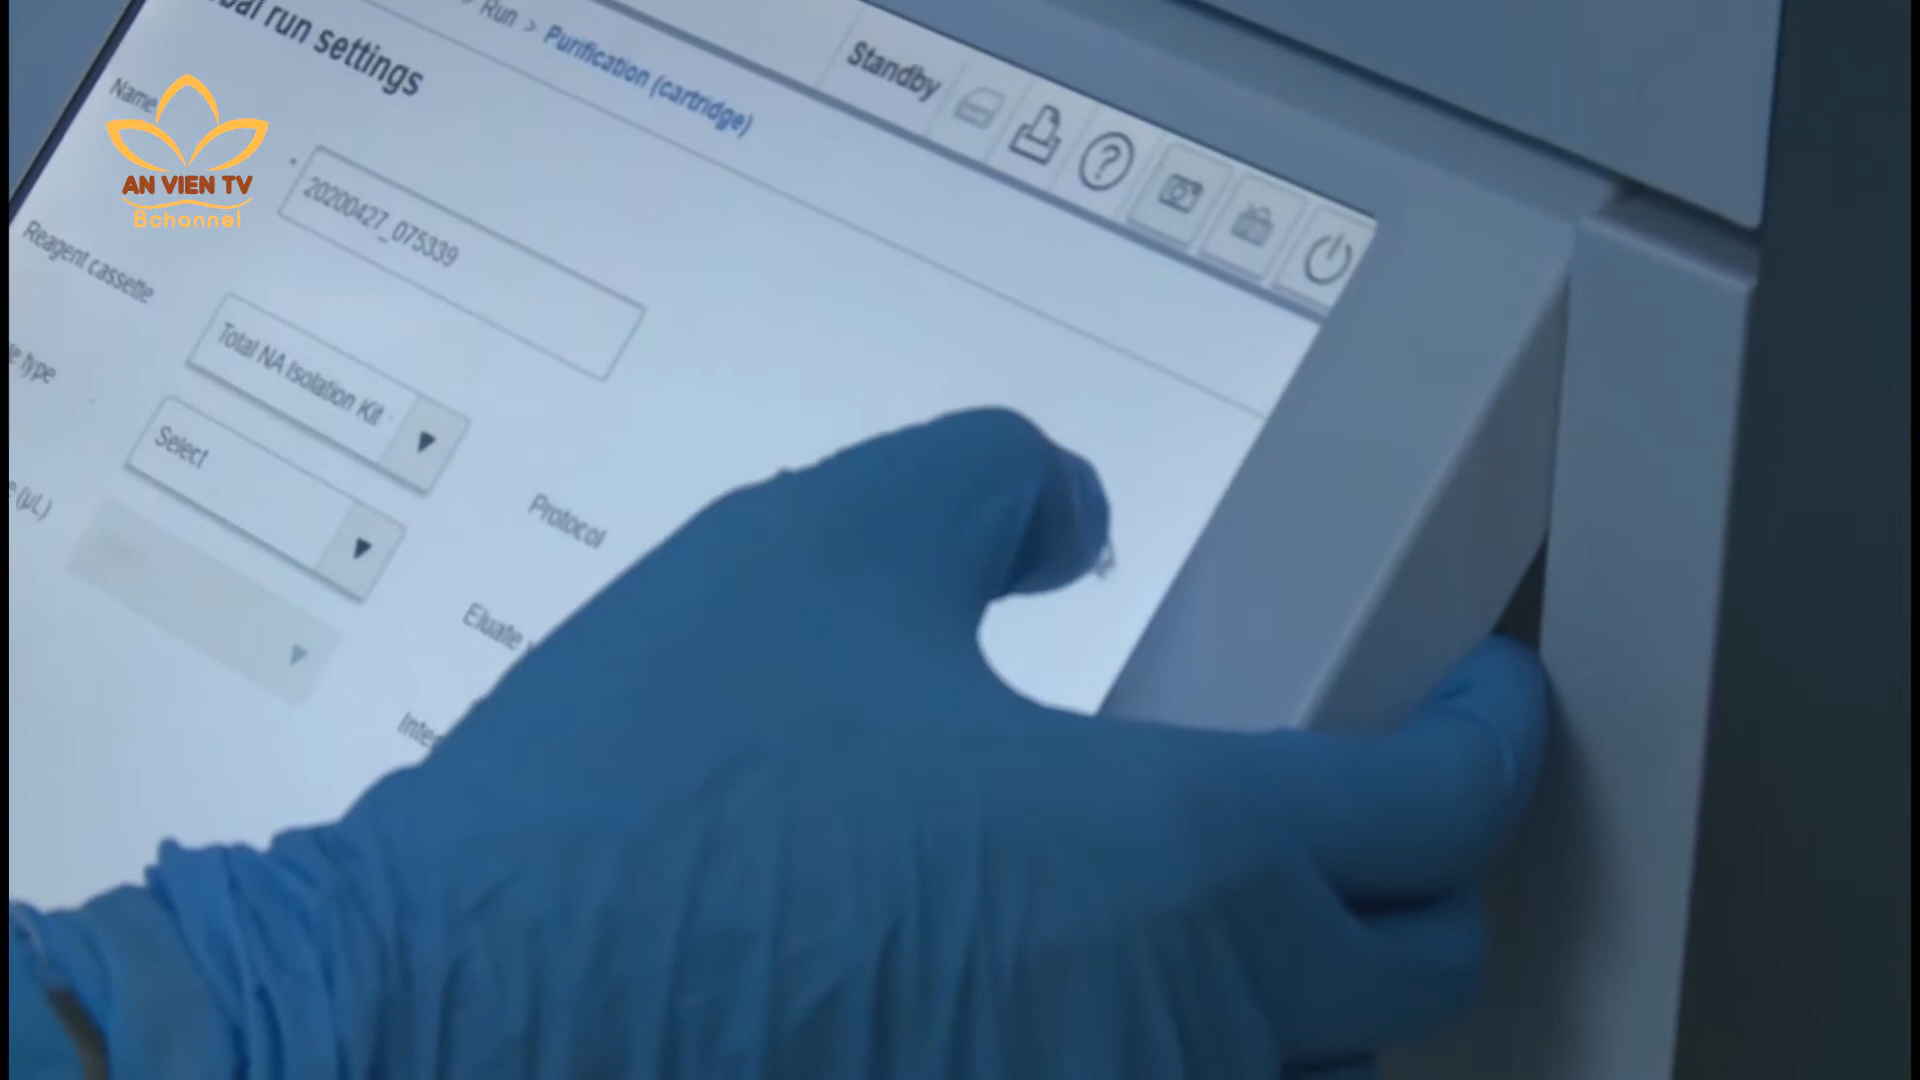 Run > Purification (cartridge)
Standby
run settings
Name
20200427_075339
Reagent cassette
Total NA Isolation Kit
Type
Select
Protocol
(µL)
Eluate
AN VIEN TV
Bchannel